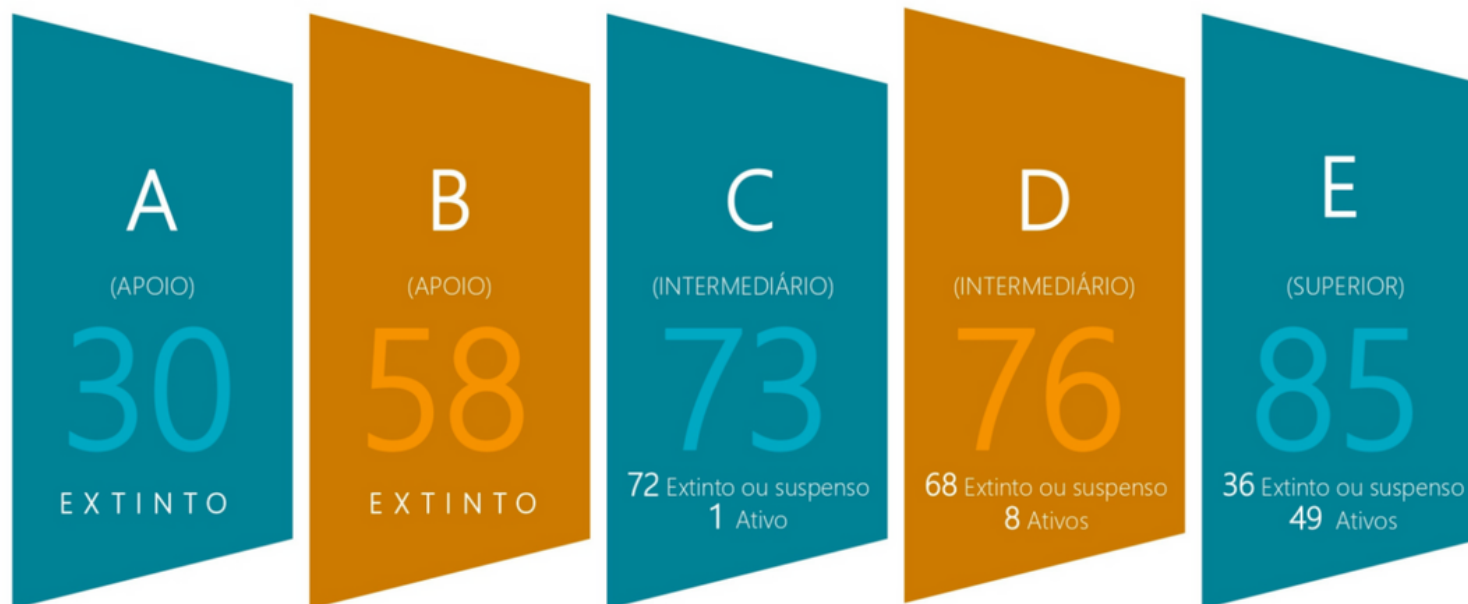 A
(APOIO)
30
EXTINTO
B
(APOIO)
58
EXTINTO
C
(INTERMEDIÁRIO)
73
72 Extinto ou suspenso
1 Ativo
D
(INTERMEDIÁRIO)
76
68 Extinto ou suspenso
8 Ativos
E
(SUPERIOR)
85
36 Extinto ou suspenso
49 Ativos